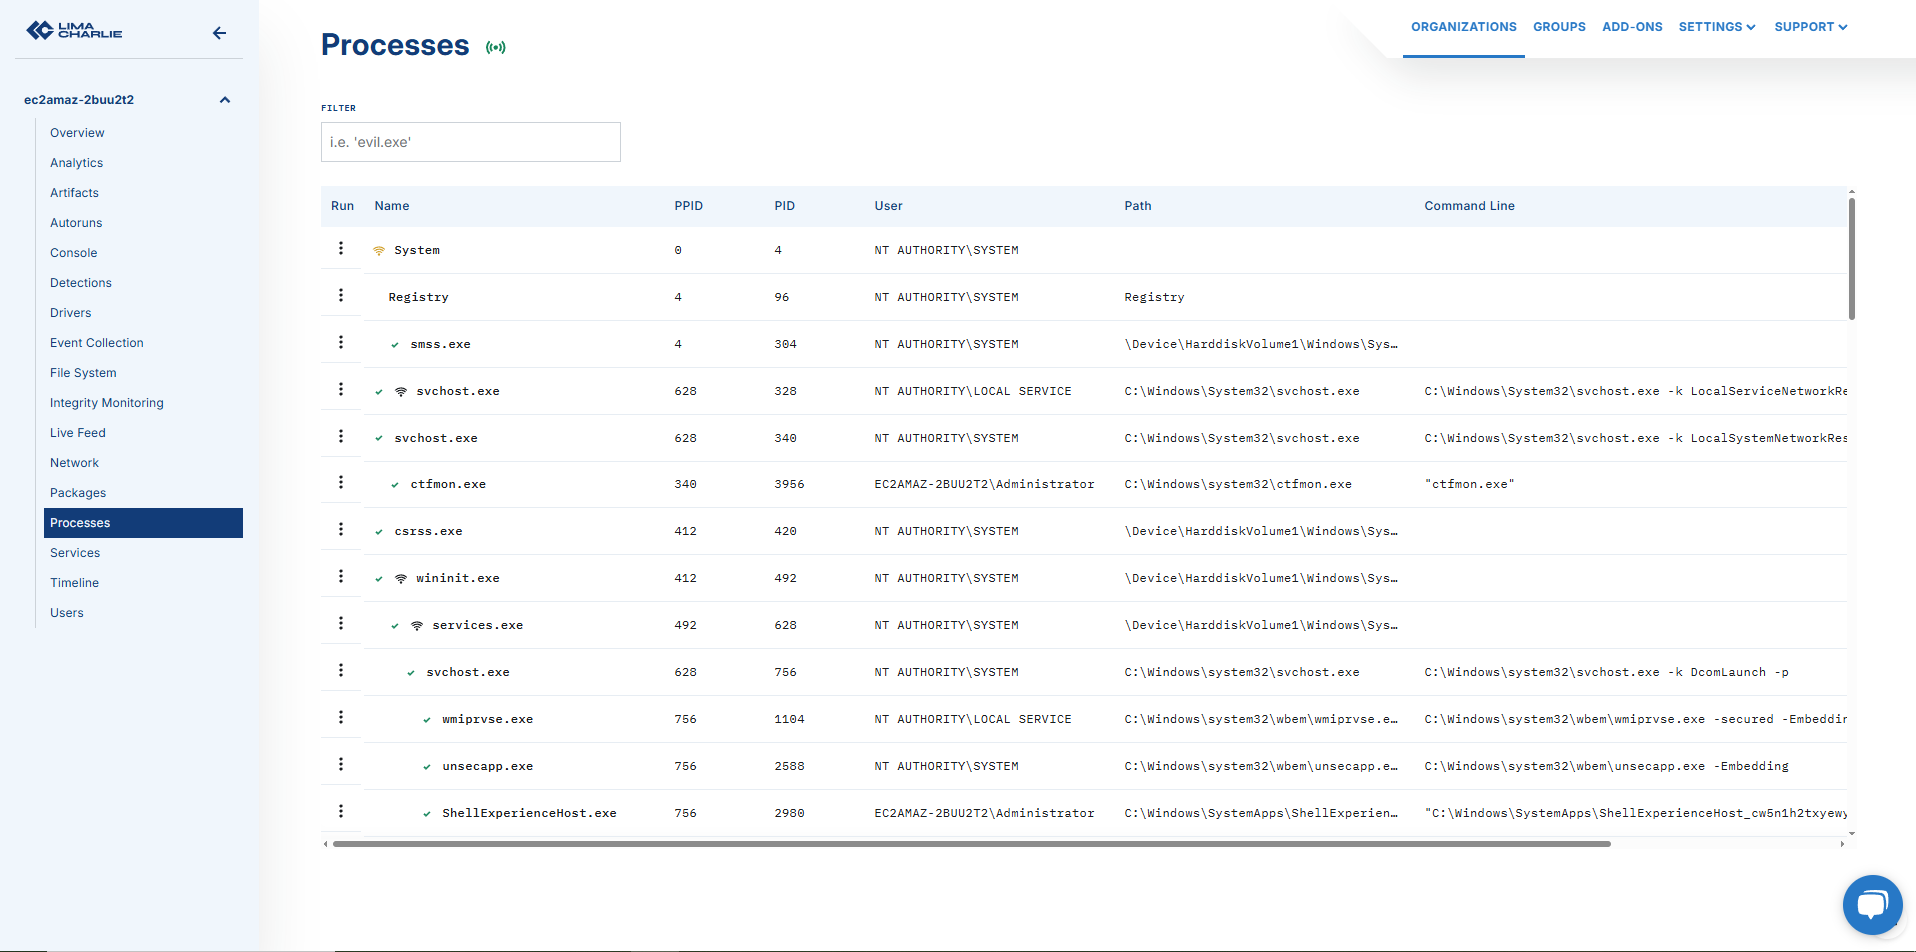 LIMA
CHARLIE
ORGANIZATIONS GROUPS ADD-ONS SETTINGS SUPPORT
Processes
ec2amaz-2buu2t2
Overview
Analytics
Artifacts
Autoruns
Console
Detections
Drivers
Event Collection
File System
Integrity Monitoring
Live Feed
Network
Packages
Processes
Services
Timeline
Users
FILTER
i.e. 'evil.exe'
Run Name PPID PID User Path Command Line
System 0 4 NT AUTHORITY\SYSTEM
Registry 4 96 NT AUTHORITY\SYSTEM Registry
smss.exe 4 304 NT AUTHORITY\SYSTEM \Device\HarddiskVolume1\Windows\Sys…
svchost.exe 628 328 NT AUTHORITY\LOCAL SERVICE C:\Windows\System32\svchost.exe C:\Windows\System32\svchost.exe -k LocalServiceNetworkRe
svchost.exe 628 340 NT AUTHORITY\SYSTEM C:\Windows\System32\svchost.exe C:\Windows\System32\svchost.exe -k LocalSystemNetworkRes
ctfmon.exe 340 3956 EC2AMAZ-2BUU2T2\Administrator C:\Windows\system32\ctfmon.exe "ctfmon.exe"
csrss.exe 412 420 NT AUTHORITY\SYSTEM \Device\HarddiskVolume1\Windows\Sys…
wininit.exe 412 492 NT AUTHORITY\SYSTEM \Device\HarddiskVolume1\Windows\Sys…
services.exe 492 628 NT AUTHORITY\SYSTEM \Device\HarddiskVolume1\Windows\Sys…
svchost.exe 628 756 NT AUTHORITY\SYSTEM C:\Windows\system32\svchost.exe C:\Windows\system32\svchost.exe -k DcomLaunch -p
wmiprvse.exe 756 1104 NT AUTHORITY\LOCAL SERVICE C:\Windows\system32\wbem\wmiprvse.e… C:\Windows\system32\wbem\wmiprvse.exe -secured -Embeddin
unsecapp.exe 756 2588 NT AUTHORITY\SYSTEM C:\Windows\system32\wbem\unsecapp.e… C:\Windows\system32\wbem\unsecapp.exe -Embedding
ShellExperienceHost.exe 756 2980 EC2AMAZ-2BUU2T2\Administrator C:\Windows\SystemApps\ShellExperien… "C:\Windows\SystemApps\ShellExperienceHost_cw5n1h2txyewy